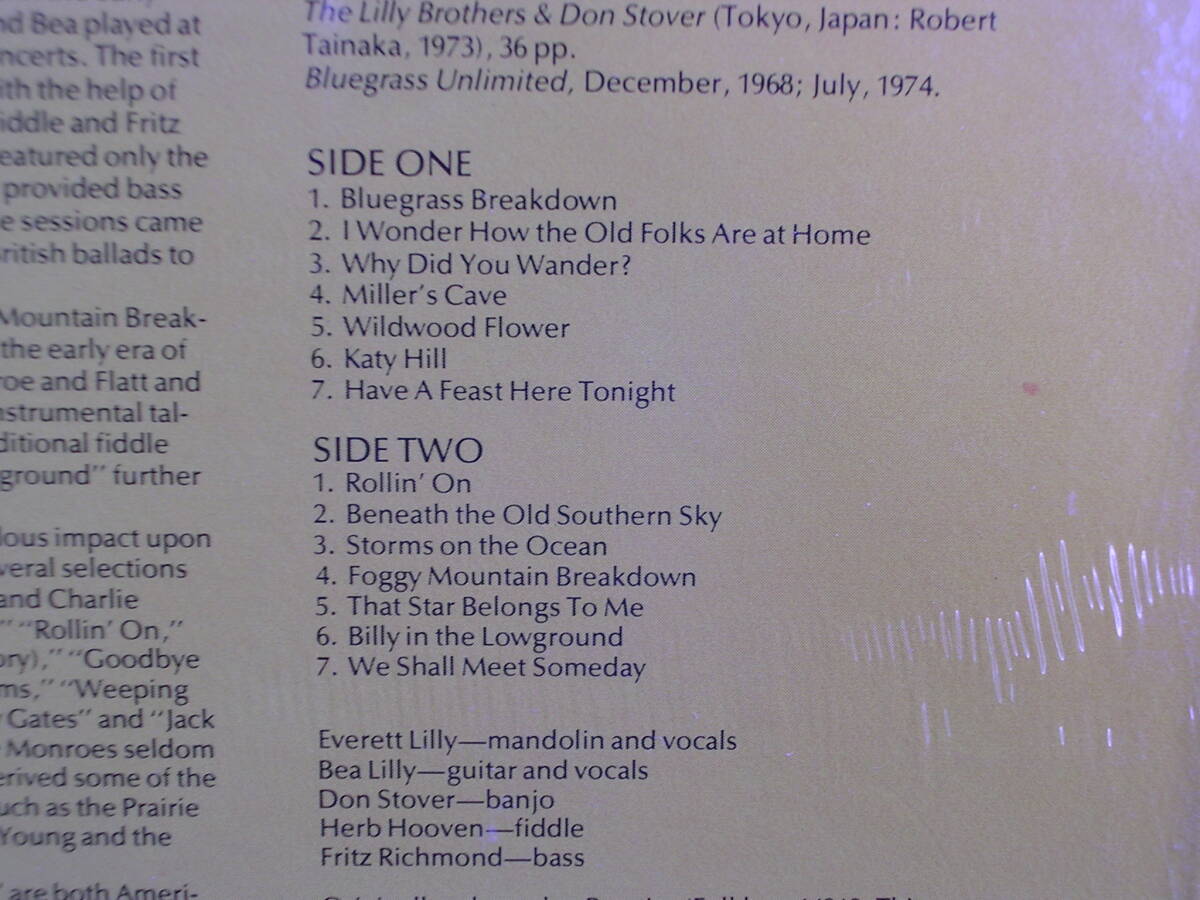 nd Bea played at
ncerts. The first
ith the help of
iddle and Fritz
eatured only the
provided bass
e sessions came
ritish ballads to
Mountain Break-
the early era of
roe and Flatt and
nstrumental tal-
ditional fiddle
ground" further
lous impact upon
veral selections
and Charlie
" "Rollin' On,"
ory)," "Goodbye
ms," "Weeping
Gates" and "Jack
Monroes seldom
erived some of the
uch as the Prairie
Young and the
are both Ameri-
The Lilly Brothers & Don Stover (Tokyo, Japan: Robert
Tainaka, 1973), 36 pp.
Bluegrass Unlimited, December, 1968; July, 1974.
SIDE ONE
1. Bluegrass Breakdown
2. I Wonder How the Old Folks Are at Home
3. Why Did You Wander?
4. Miller's Cave
5. Wildwood Flower
6. Katy Hill
7. Have A Feast Here Tonight
SIDE TWO
1. Rollin' On
2. Beneath the Old Southern Sky
3. Storms on the Ocean
4. Foggy Mountain Breakdown
5. That Star Belongs To Me
6. Billy in the Lowground
7. We Shall Meet Someday
Everett Lilly—mandolin and vocals
Bea Lilly—guitar and vocals
Don Stover—banjo
Herb Hooven—fiddle
Fritz Richmond—bass